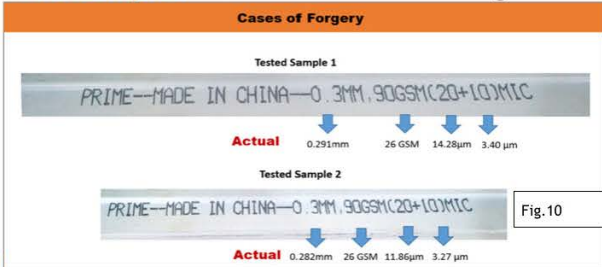 Cases of Forgery
Tested Sample 1
PRIME--MADE IN CHINA--0.3MM,90GSM(20+10)MIC
Actual 0.291mm 26 GSM 14.28µm 3.40 µm
Tested Sample 2
PRIME--MADE IN CHINA--0.3MM,90GSM(20+10)MIC
Fig.10
Actual 0.282mm 26 GSM 11.86µm 3.27 µm